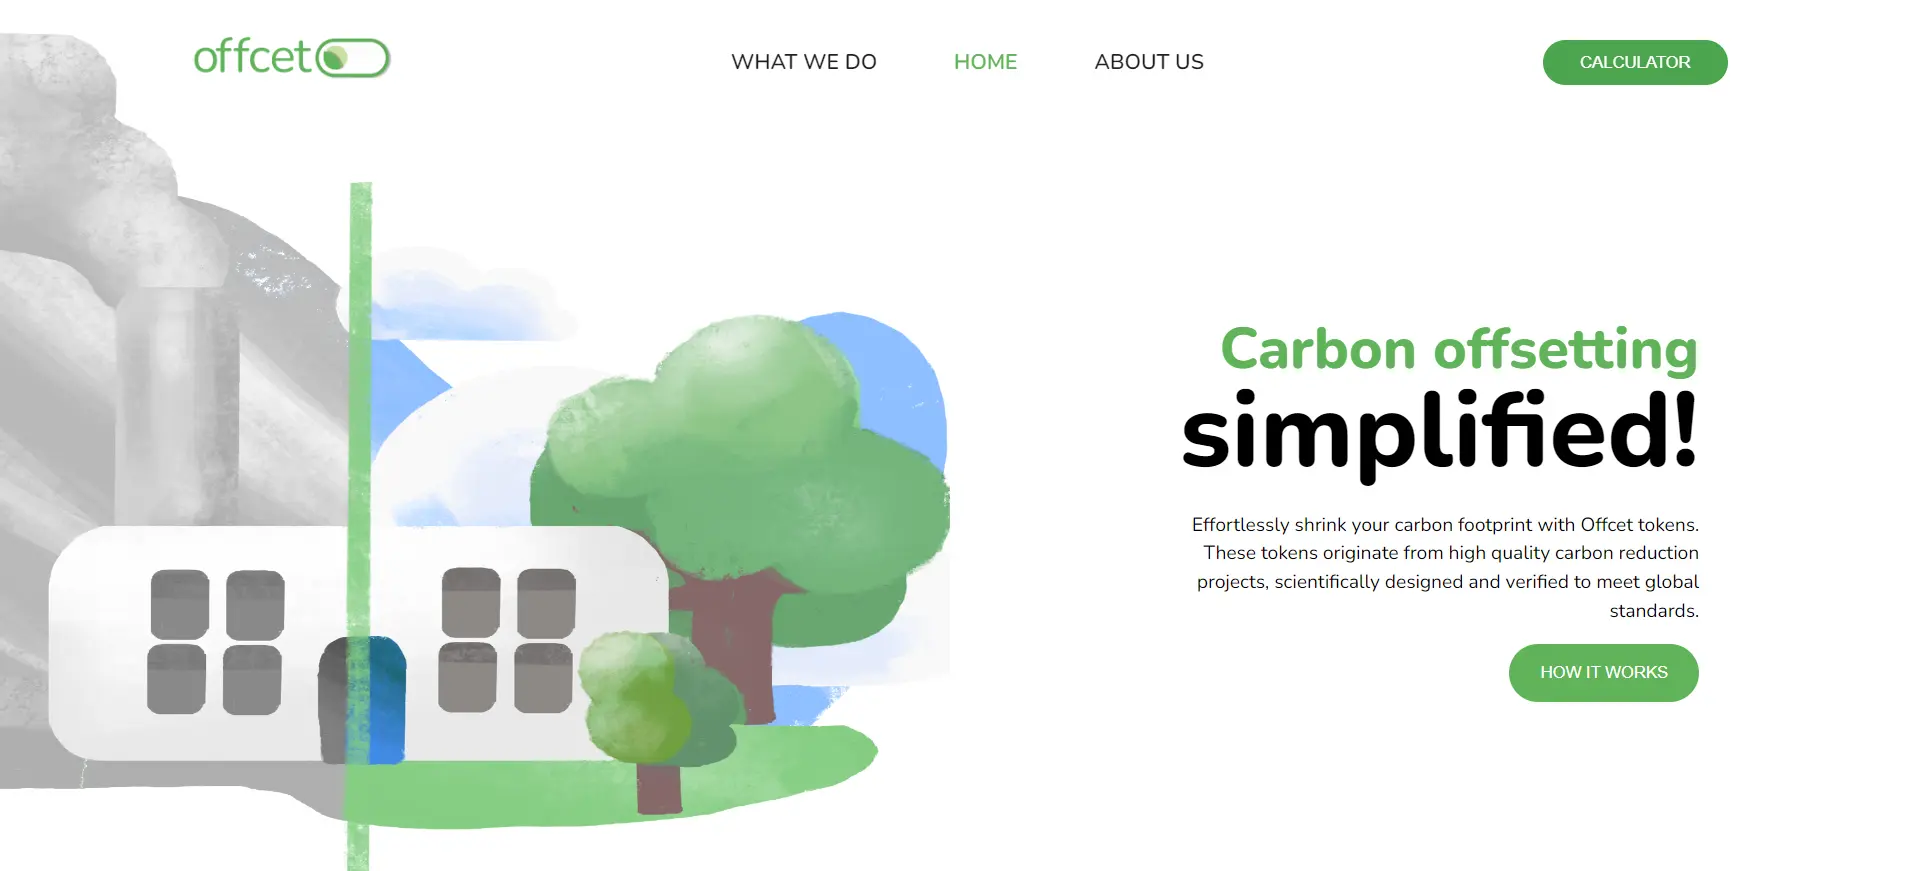 offcet
WHAT WE DO
HOME
ABOUT US
CALCULATOR
Carbon offsetting
simplified!
Effortlessly shrink your carbon footprint with Offcet tokens.
These tokens originate from high quality carbon reduction
projects, scientifically designed and verified to meet global
standards.
HOW IT WORKS